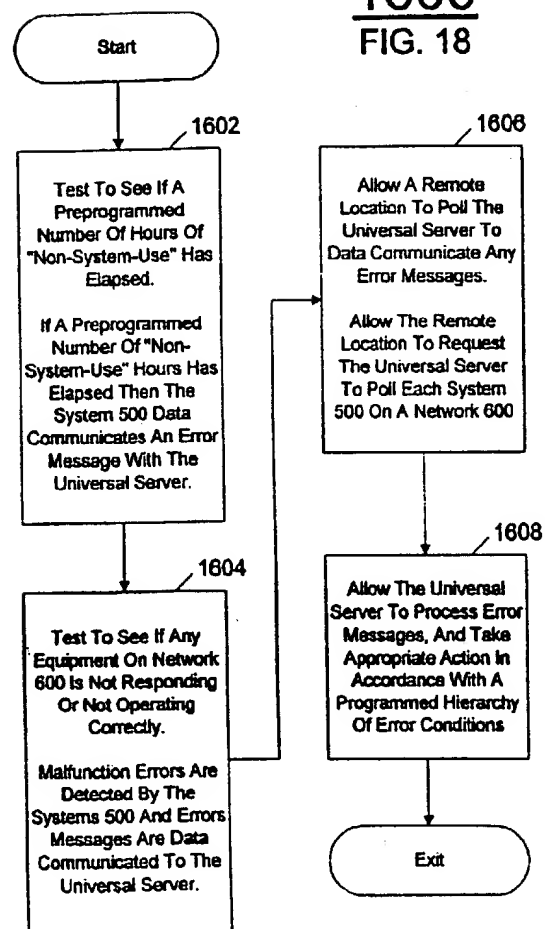 1600
FIG. 18
Start
1602
Test To See If A
Preprogrammed
Number Of Hours Of
"Non-System-Use" Has
Elapsed.
If A Preprogrammed
Number Of "Non-
System-Use" Hours Has
Elapsed Then The
System 500 Data
Communicates An Error
Message With The
Universal Server.
1604
Test To See If Any
Equipment On Network
600 Is Not Responding
Or Not Operating
Correctly.
Malfunction Errors Are
Detected By The
Systems 500 And Errors
Messages Are Data
Communicated To The
Universal Server.
1606
Allow A Remote
Location To Poll The
Universal Server To
Data Communicate Any
Error Messages.
Allow The Remote
Location To Request
The Universal Server
To Poll Each System
500 On A Network 600
1608
Allow The Universal
Server To Process Error
Messages, And Take
Appropriate Action In
Accordance With A
Programmed Hierarchy
Of Error Conditions
Exit